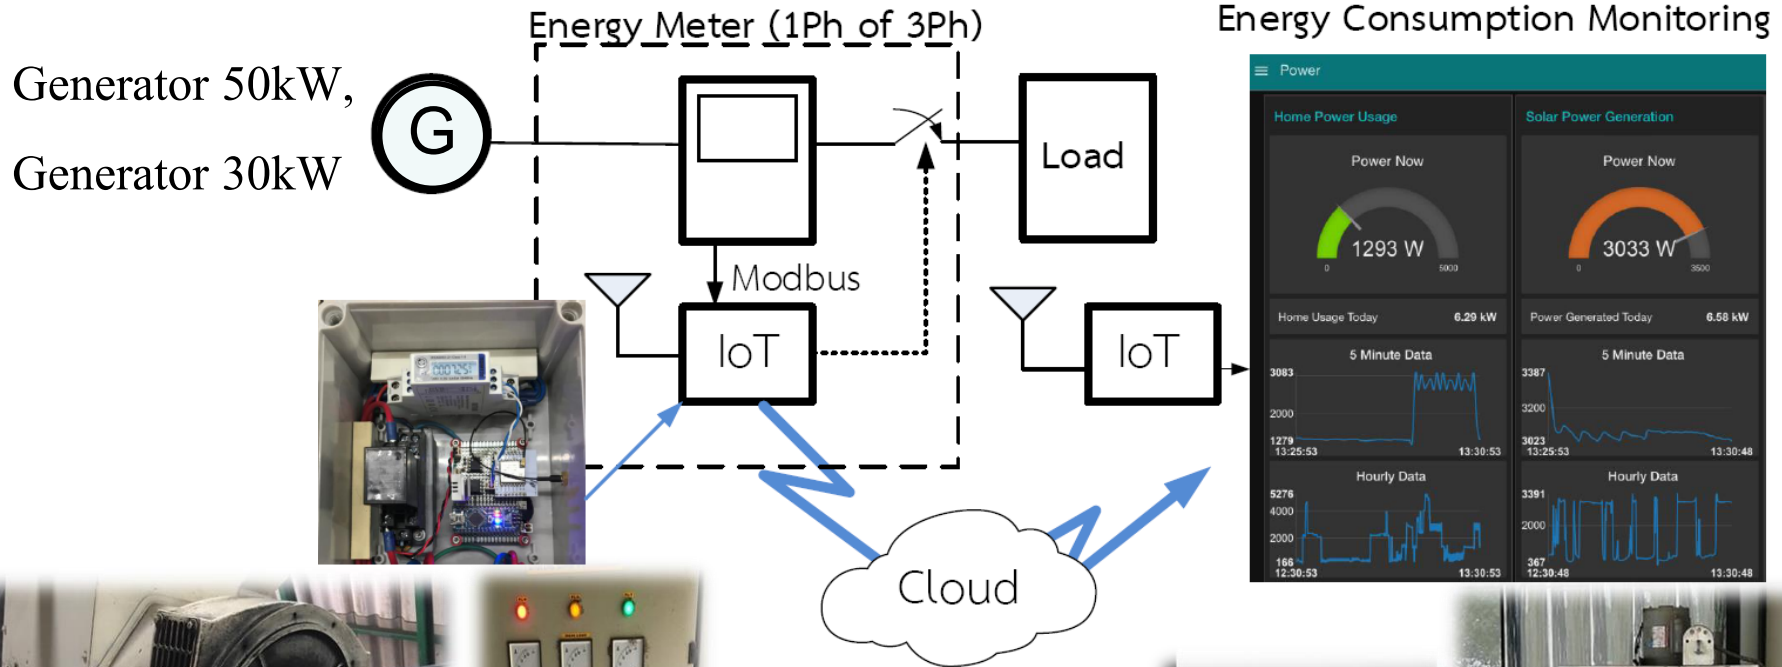 Energy Meter (1Ph of 3Ph)
Energy Consumption Monitoring
Generator 50kW,
Generator 30kW
G
Load
Modbus
IoT
IoT
Cloud
Power
Home Power Usage
Power Now
1293 W
0
5000
Home Usage Today
6.29 kW
5 Minute Data
3083
2000
1279
13:25:53
13:30:53
Hourly Data
5276
4000
2000
166
12:30:53
13:30:53
Solar Power Generation
Power Now
3033 W
0
3500
Power Generated Today
6.58 kW
5 Minute Data
3387
3200
3023
13:25:53
13:30:48
Hourly Data
3391
2000
367
12:30:48
13:30:48